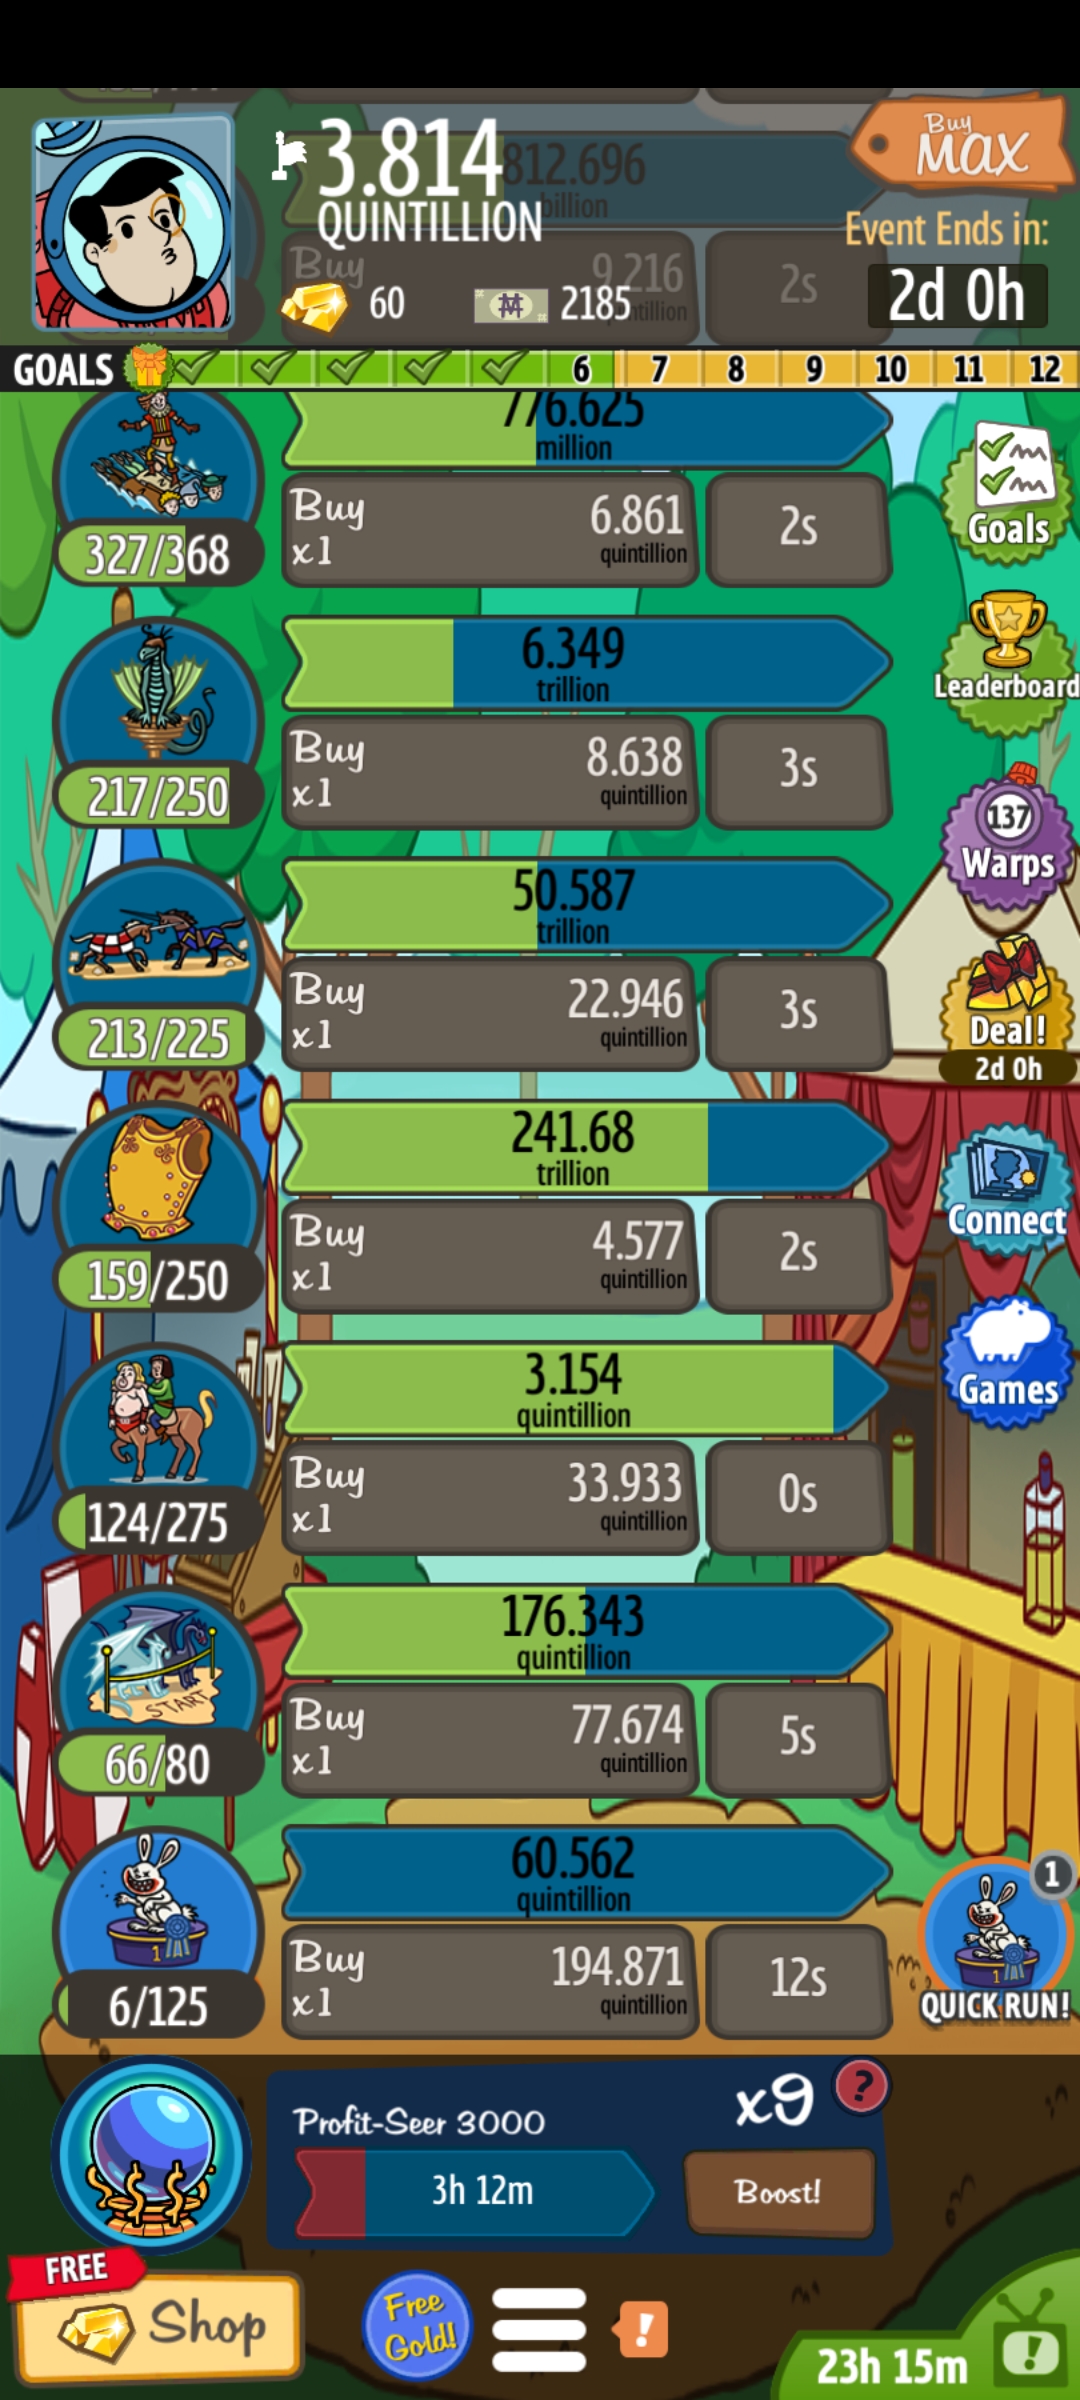 3.814
QUINTILLION
812.696
billion
Buy
MAX
Event Ends in:
2d 0h
Buy
9.216
2s
60
2185
GOALS
6
7
8
9
10
11
12
776.625
million
327/368
Buy
x1
6.861
quintillion
2s
Goals
6.349
trillion
217/250
Buy
x1
8.638
quintillion
3s
Leaderboard
137
Warps
50.587
trillion
213/225
Buy
x1
22.946
quintillion
3s
Deal!
2d 0h
241.68
trillion
159/250
Buy
x1
4.577
quintillion
2s
Connect
3.154
quintillion
124/275
Buy
x1
33.933
quintillion
0s
Games
176.343
quintillion
START
66/80
Buy
x1
77.674
quintillion
5s
60.562
quintillion
1
6/125
Buy
x1
194.871
quintillion
12s
1
1
QUICK RUN!
Profit-Seer 3000
x9
?
3h 12m
Boost!
FREE
Shop
Free
Gold!
!
23h 15m
!